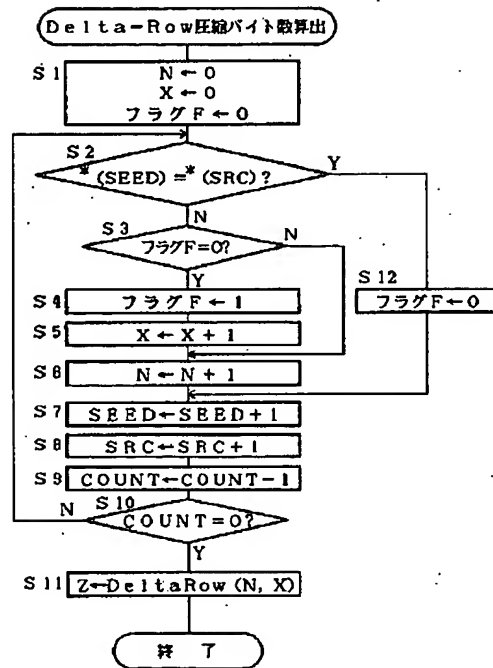 Delta-Row圧縮バイト数算出
S1
N←0
X←0
フラグF←0
S2
*(SEED)=*(SRC)?
Y
N
S3
フラグF=0?
N
Y
S12
フラグF←0
S4
フラグF←1
S5
X←X+1
S6
N←N+1
S7
SEED←SEED+1
S8
SRC←SRC+1
S9
COUNT←COUNT-1
S10
COUNT=0?
N
Y
S11
Z←DeltaRow(N,X)
終了